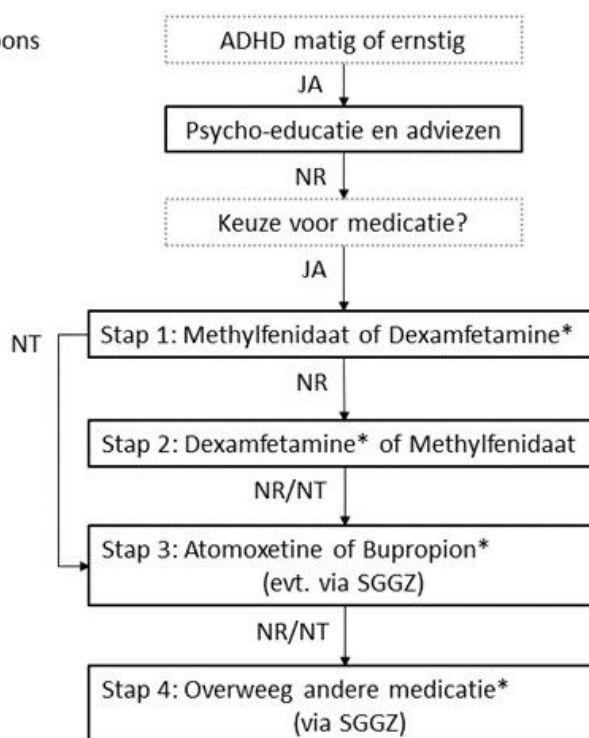 ADHD matig of ernstig
JA
Psycho-educatie en adviezen
NR
Keuze voor medicatie?
JA
Stap 1: Methylfenidaat of Dexamfetamine*
NT
NR
Stap 2: Dexamfetamine* of Methylfenidaat
NR/NT
Stap 3: Atomoxetine of Bupropion*
(evt. via SGGZ)
NR/NT
Stap 4: Overweeg andere medicatie*
(via SGGZ)